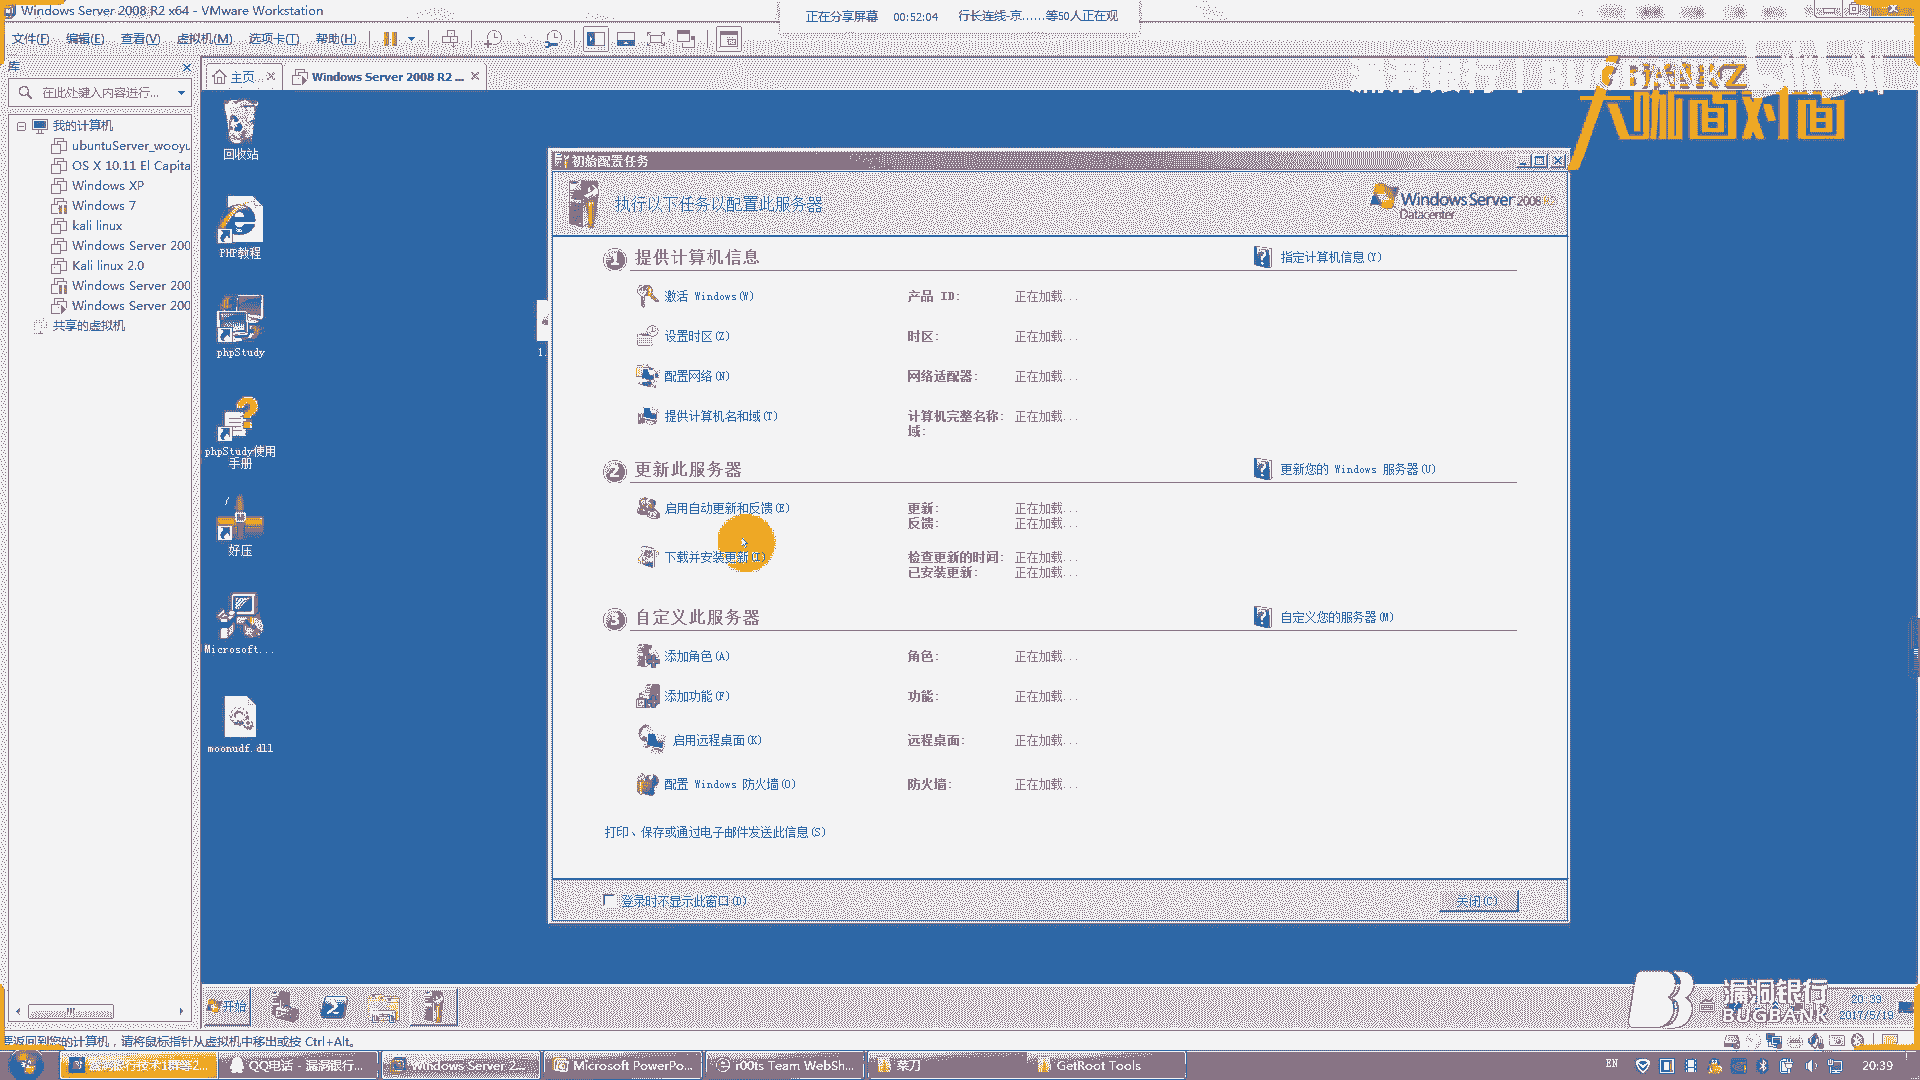 Windows Server 2008 R2 x64 - VMware Workstation
正在分享屏幕 00:52:04 行长连线-京......等50人正在观
文件(F) 编辑(E) 查看(V) 虚拟机(M) 选项卡(T) 帮助(H)
库
在此处键入内容进行...
主页...
Windows Server 2008 R2 ...
BUGBANK
大咖面对面
我的计算机
ubuntuServer_wooyu
OS X 10.11 El Capita
Windows XP
Windows 7
kali linux
Windows Server 200
Kali linux 2.0
Windows Server 200
Windows Server 200
共享的虚拟机
回收站
PHP教程
phpStudy
phpStudy使用
手册
好压
Microsoft...
moonudf.dll
1.
初始配置任务
执行以下任务以配置此服务器
Windows Server 2008 R2
Datacenter
1 提供计算机信息
指定计算机信息(Y)
激活 Windows(W) 产品 ID: 正在加载...
设置时区(Z) 时区: 正在加载...
配置网络(N) 网络适配器: 正在加载...
提供计算机名和域(T) 计算机完整名称: 正在加载...
域:
2 更新此服务器
更新您的 Windows 服务器(U)
启用自动更新和反馈(E) 更新: 正在加载...
反馈: 正在加载...
下载并安装更新(I) 检查更新的时间: 正在加载...
已安装更新: 正在加载...
3 自定义此服务器
自定义您的服务器(M)
添加角色(A) 角色: 正在加载...
添加功能(F) 功能: 正在加载...
启用远程桌面(K) 远程桌面: 正在加载...
配置 Windows 防火墙(O) 防火墙: 正在加载...
打印、保存或通过电子邮件发送此信息(S)
登录时不显示此窗口(D)
关闭(C)
开始
漏洞银行
BUGBANK
20:39
2017/5/19
要返回到您的计算机，请将鼠标指针从虚拟机中移出或按 Ctrl+Alt。
漏洞银行技术1群等2...
QQ电话 - 漏洞银行...
Windows Server 2...
Microsoft PowerPo...
r00ts Team WebSh...
菜刀
GetRoot Tools
EN
20:39